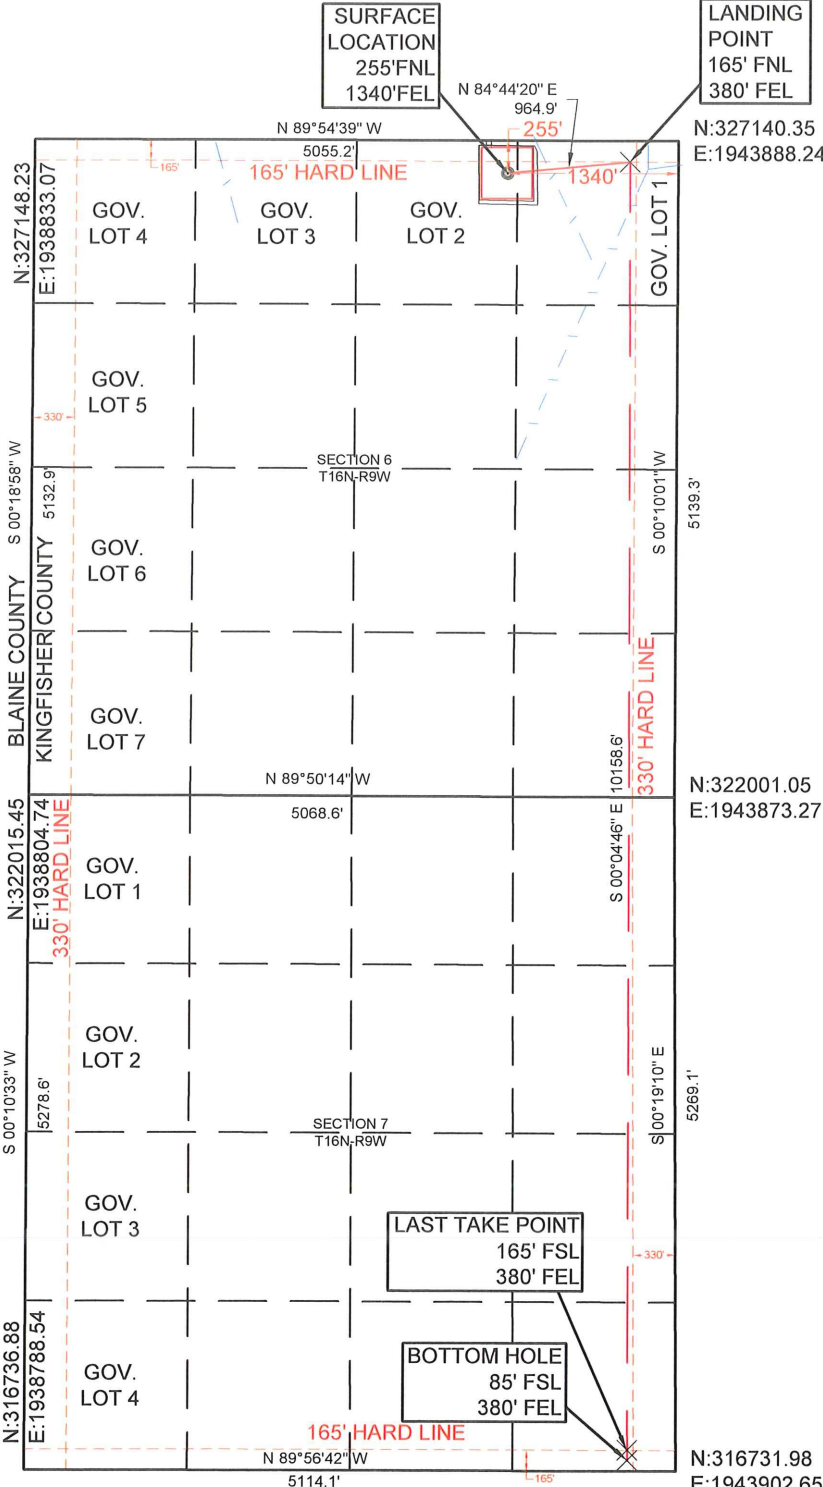 SURFACE
LOCATION
255'FNL
1340'FEL
LANDING
POINT
165' FNL
380' FEL
N 84°44'20" E
964.9'
N:327140.35
E:1943888.24
N 89°54'39" W
5055.2'
255'
165'
165' HARD LINE
1340'
N:327148.23
E:1938833.07
GOV.
LOT 4
GOV.
LOT 3
GOV.
LOT 2
GOV. LOT 1
GOV.
LOT 5
330'
SECTION 6
T16N-R9W
S 00°18'58" W
5132.9'
S 00°10'01" W
5139.3'
GOV.
LOT 6
BLAINE COUNTY
KINGFISHER COUNTY
GOV.
LOT 7
330' HARD LINE
N 89°50'14" W
5068.6'
S 00°04'46" E 10158.6'
N:322001.05
E:1943873.27
N:322015.45
E:1938804.74
330' HARD LINE
GOV.
LOT 1
GOV.
LOT 2
S 00°10'33" W
5278.6'
SECTION 7
T16N-R9W
S 00°19'10" E
5269.1'
GOV.
LOT 3
LAST TAKE POINT
165' FSL
380' FEL
330'
N:316736.88
E:1938788.54
GOV.
LOT 4
BOTTOM HOLE
85' FSL
380' FEL
165' HARD LINE
N 89°56'42" W
5114.1'
165'
N:316731.98
E:1943902.65